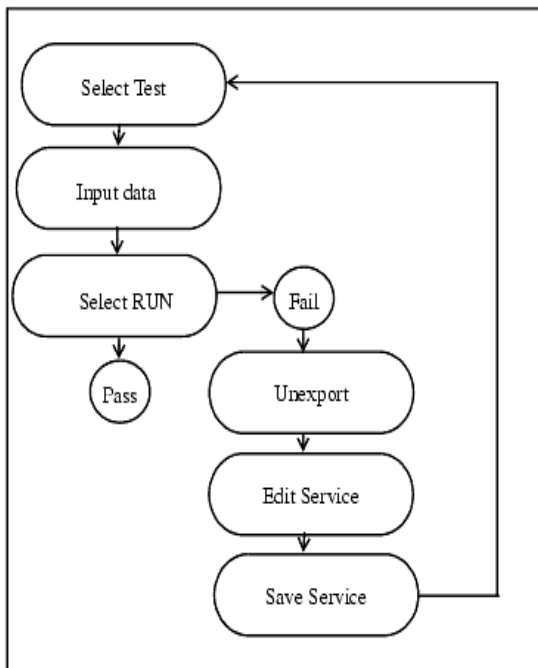 Select Test
Input data
Select RUN
Fail
Pass
Unexport
Edit Service
Save Service